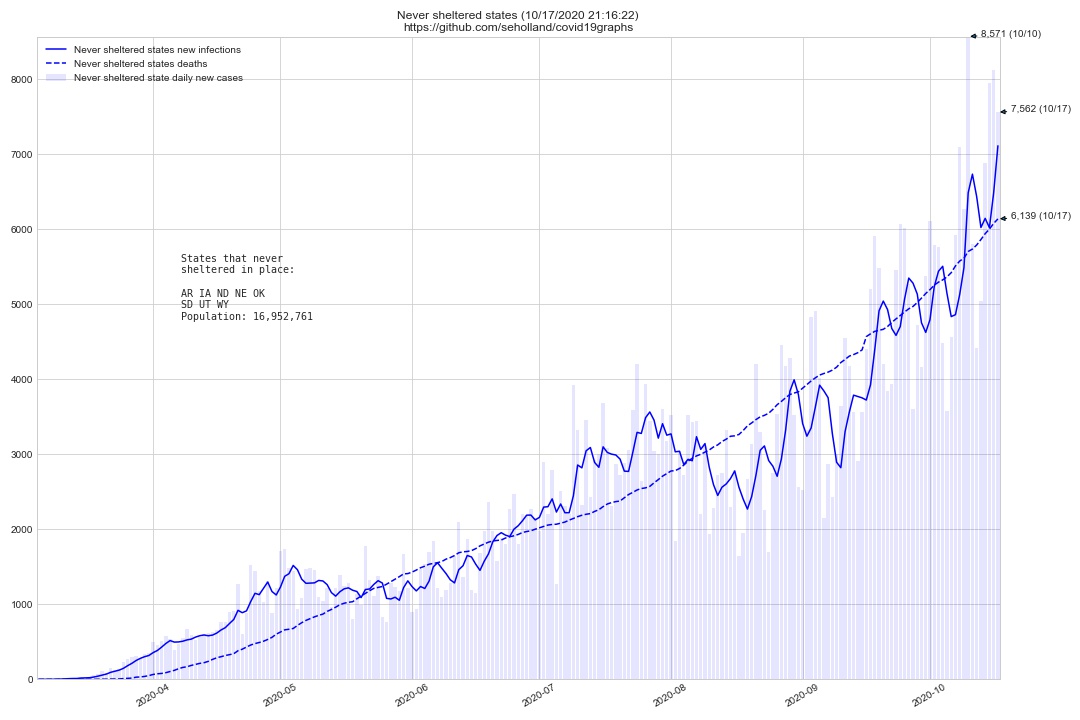 Never sheltered states (10/17/2020 21:16:22)
https://github.com/seholland/covid19graphs
8,571 (10/10)
Never sheltered states new infections
Never sheltered states deaths
Never sheltered state daily new cases
8000
7,562 (10/17)
7000
6,139 (10/17)
6000
States that never
sheltered in place:
AR IA ND NE OK
SD UT WY
Population: 16,952,761
5000
4000
3000
2000
1000
0
2020-04
2020-05
2020-06
2020-07
2020-08
2020-09
2020-10